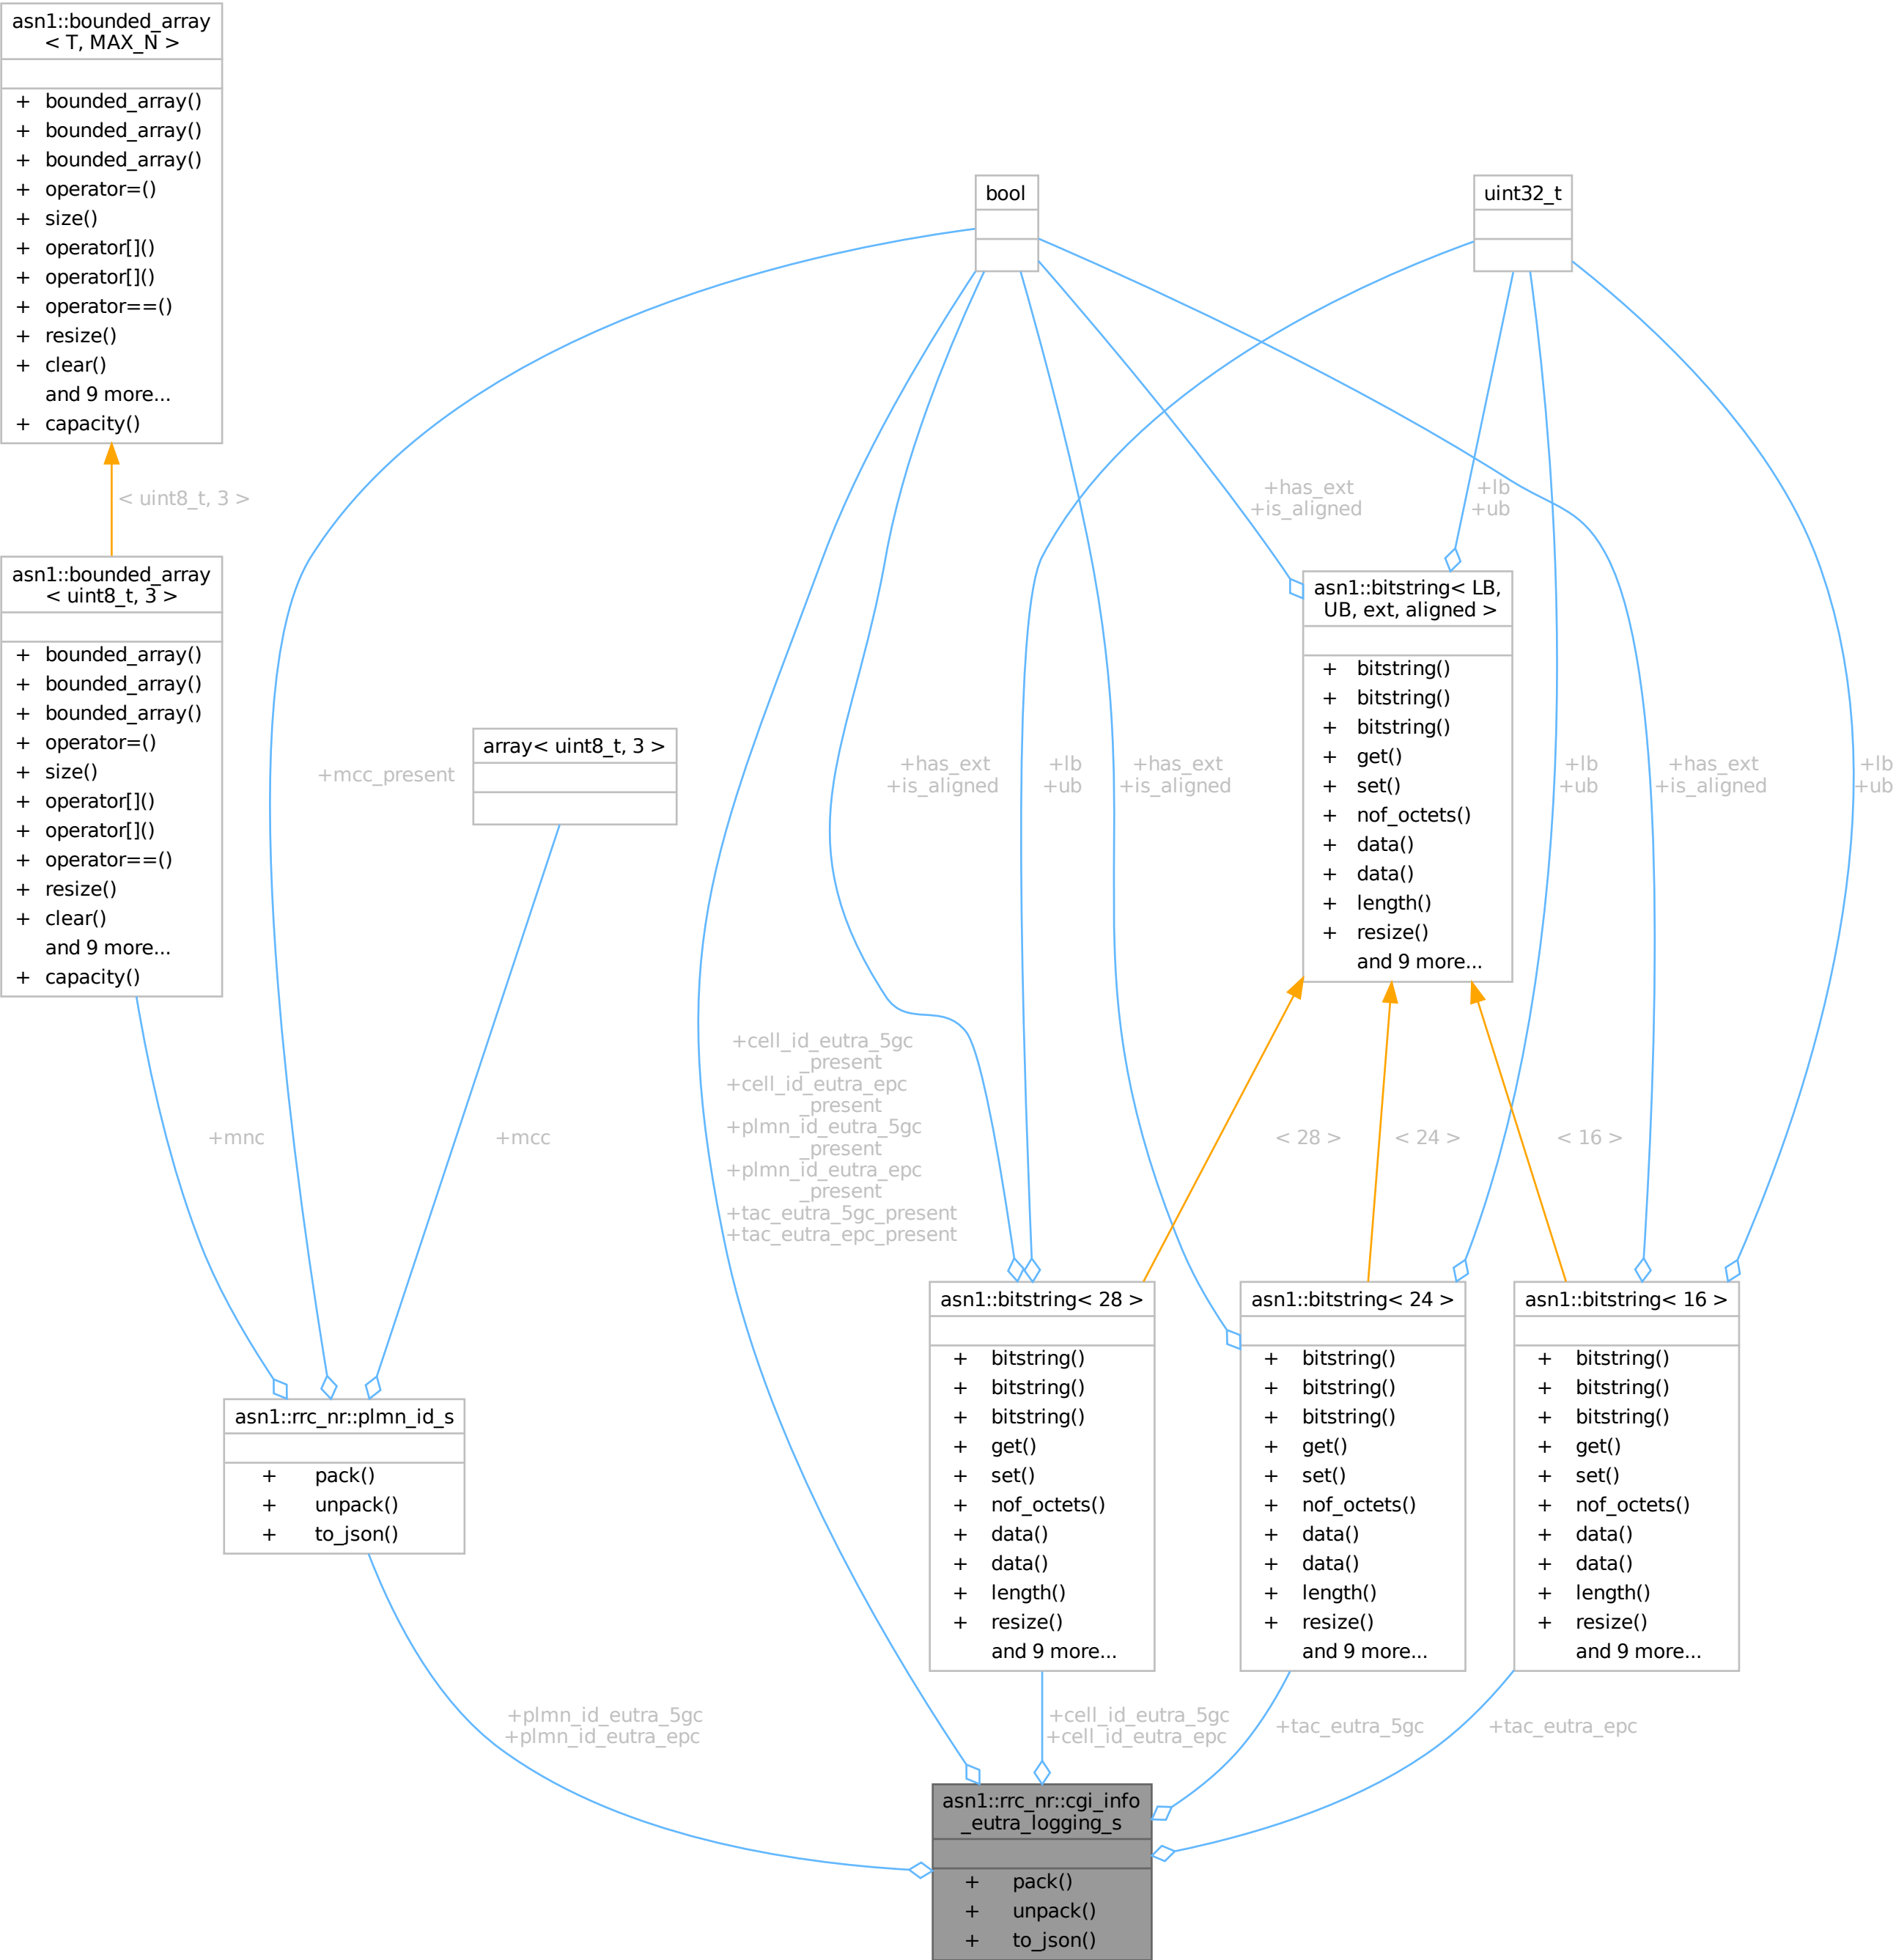 asn1::bounded_array
< T, MAX_N >
+ bounded_array()
+ bounded_array()
+ bounded_array()
+ operator=()
+ size()
+ operator[]()
+ operator[]()
+ operator==()
+ resize()
+ clear()
and 9 more...
+ capacity()
bool
uint32_t
< uint8_t, 3 >
+has_ext
+is_aligned
+lb
+ub
asn1::bounded_array
< uint8_t, 3 >
+ bounded_array()
+ bounded_array()
+ bounded_array()
+ operator=()
+ size()
+ operator[]()
+ operator[]()
+ operator==()
+ resize()
+ clear()
and 9 more...
+ capacity()
+mcc_present
array< uint8_t, 3 >
+has_ext
+is_aligned
+lb
+ub
+has_ext
+is_aligned
asn1::bitstring< LB,
UB, ext, aligned >
+ bitstring()
+ bitstring()
+ bitstring()
+ get()
+ set()
+ nof_octets()
+ data()
+ data()
+ length()
+ resize()
and 9 more...
+lb
+ub
+has_ext
+is_aligned
+lb
+ub
+mnc
+mcc
+cell_id_eutra_5gc
_present
+cell_id_eutra_epc
_present
+plmn_id_eutra_5gc
_present
+plmn_id_eutra_epc
_present
+tac_eutra_5gc_present
+tac_eutra_epc_present
< 28 >
< 24 >
< 16 >
asn1::rrc_nr::plmn_id_s
+ pack()
+ unpack()
+ to_json()
asn1::bitstring< 28 >
+ bitstring()
+ bitstring()
+ bitstring()
+ get()
+ set()
+ nof_octets()
+ data()
+ data()
+ length()
+ resize()
and 9 more...
asn1::bitstring< 24 >
+ bitstring()
+ bitstring()
+ bitstring()
+ get()
+ set()
+ nof_octets()
+ data()
+ data()
+ length()
+ resize()
and 9 more...
asn1::bitstring< 16 >
+ bitstring()
+ bitstring()
+ bitstring()
+ get()
+ set()
+ nof_octets()
+ data()
+ data()
+ length()
+ resize()
and 9 more...
+plmn_id_eutra_5gc
+plmn_id_eutra_epc
+cell_id_eutra_5gc
+cell_id_eutra_epc
+tac_eutra_5gc
+tac_eutra_epc
asn1::rrc_nr::cgi_info
_eutra_logging_s
+ pack()
+ unpack()
+ to_json()